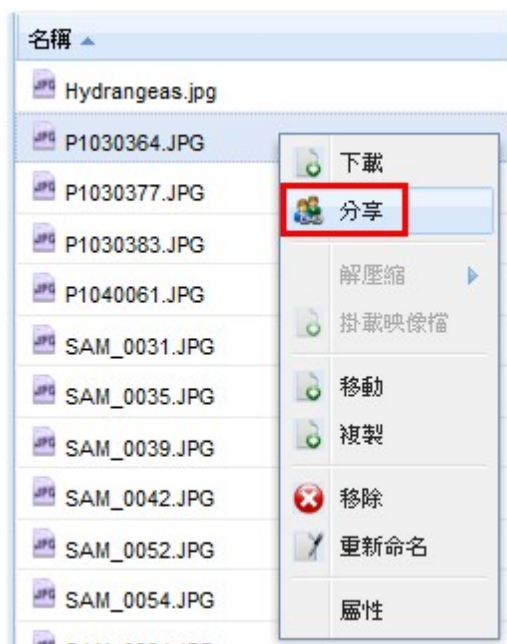 名稱
Hydrangeas.jpg
P1030364.JPG
P1030377.JPG
P1030383.JPG
P1040061.JPG
SAM_0031.JPG
SAM_0035.JPG
SAM_0039.JPG
SAM_0042.JPG
SAM_0052.JPG
SAM_0054.JPG
下載
分享
解壓縮
掛載映像檔
移動
複製
移除
重新命名
屬性